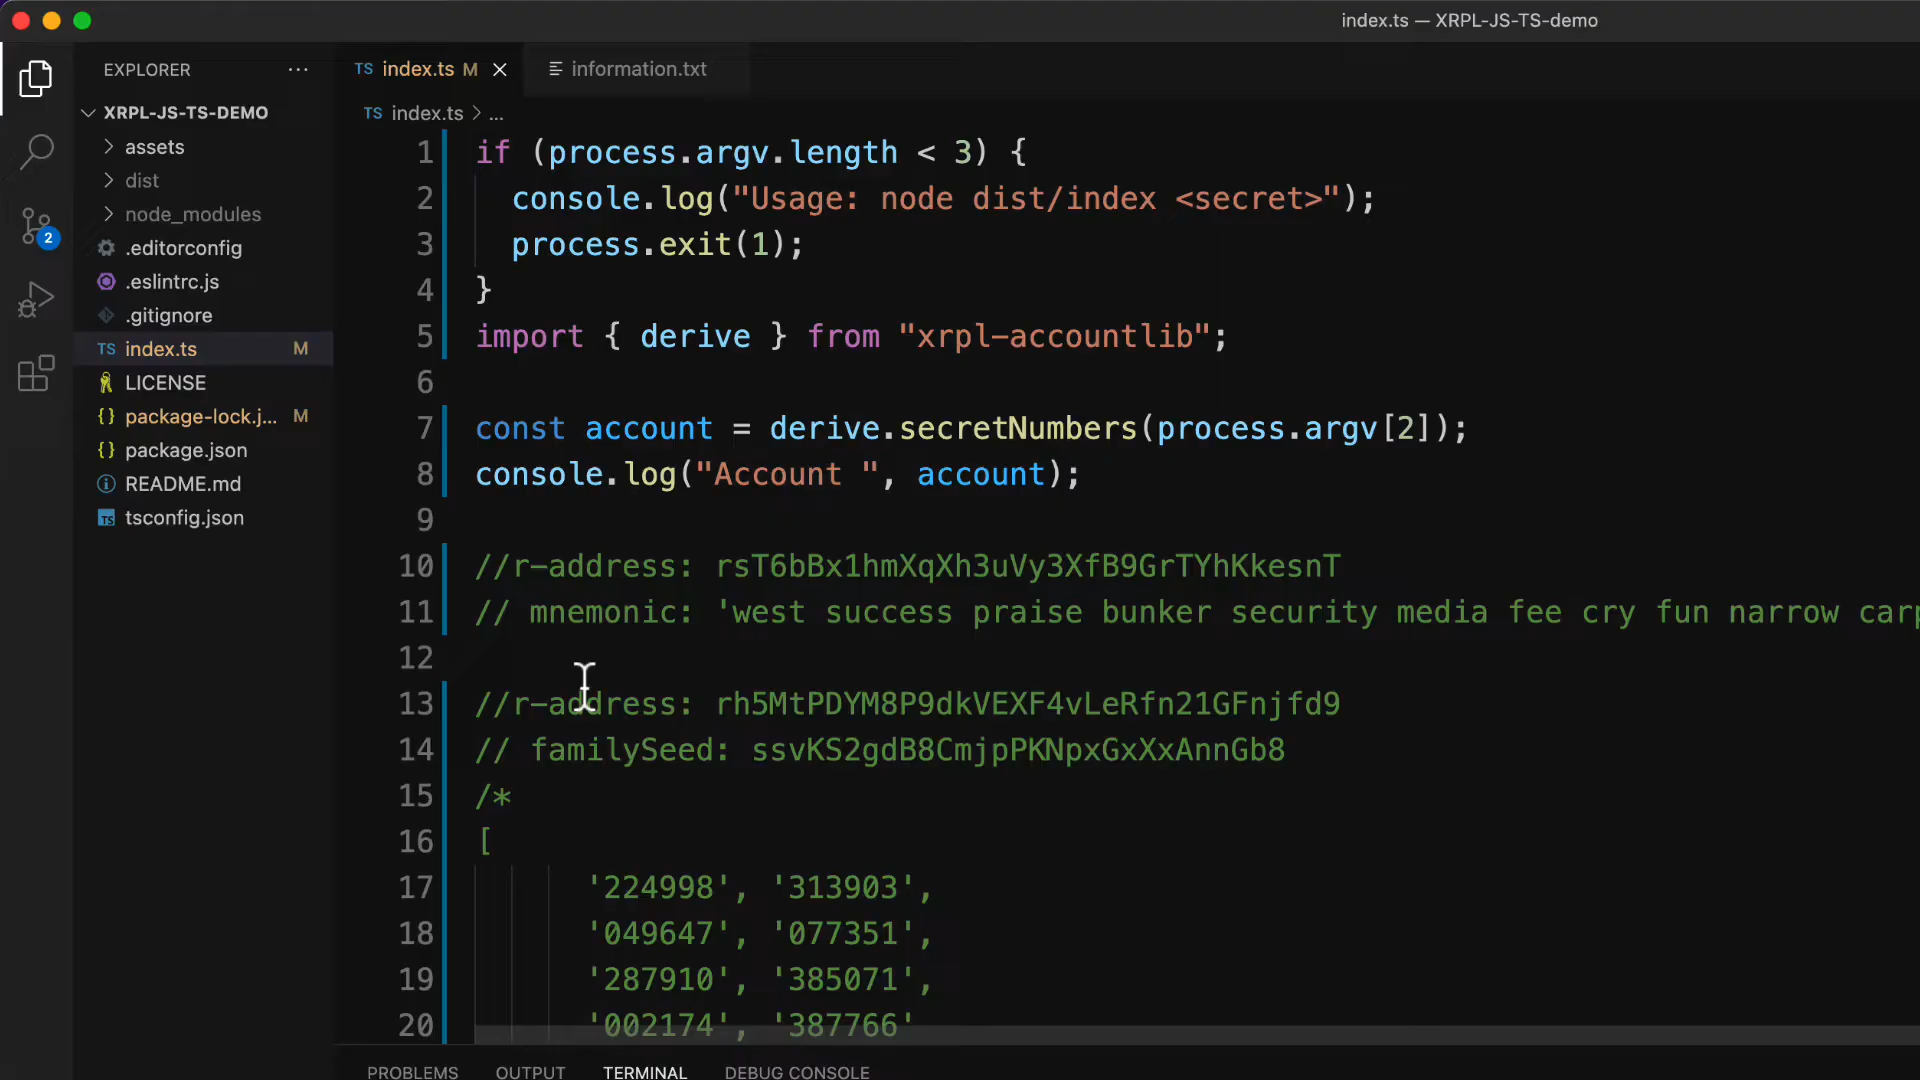 index.ts — XRPL-JS-TS-demo
EXPLORER ...
TS index.ts M
information.txt
XRPL-JS-TS-DEMO
TS index.ts > ...
assets
dist
node_modules
.editorconfig
.eslintrc.js
.gitignore
TS index.ts M
LICENSE
{} package-lock.j... M
{} package.json
README.md
TS tsconfig.json
2
1 if (process.argv.length < 3) {
2 console.log("Usage: node dist/index <secret>");
3 process.exit(1);
4 }
5 import { derive } from "xrpl-accountlib";
6
7 const account = derive.secretNumbers(process.argv[2]);
8 console.log("Account ", account);
9
10 //r-address: rsT6bBx1hmXqXh3uVy3XfB9GrTYhKkesnT
11 // mnemonic: 'west success praise bunker security media fee cry fun narrow
12
13 //r-address: rh5MtPDYM8P9dkVEXF4vLeRfn21GFnjfd9
14 // familySeed: ssvKS2gdB8CmjpPKNpxGxXxAnnGb8
15 /*
16 [
17 '224998', '313903',
18 '049647', '077351',
19 '287910', '385071',
20 '002174', '387766'
PROBLEMS OUTPUT TERMINAL DEBUG CONSOLE